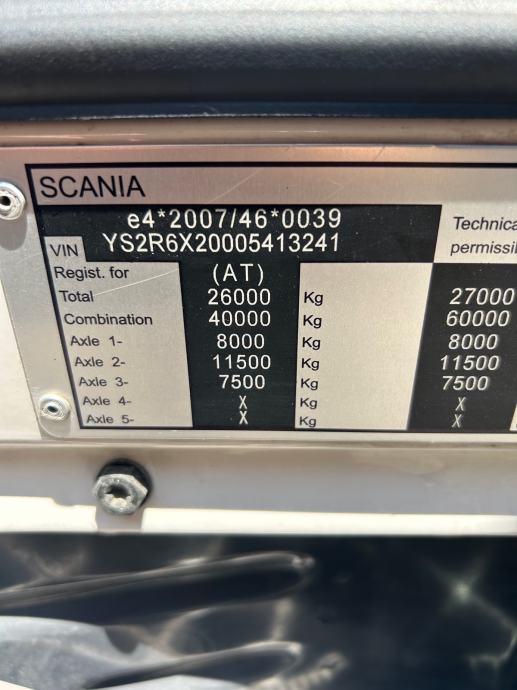 SCANIA
e4*2007/46*0039
VIN YS2R6X20005413241
Technica
permissi
Regist. for (AT)
Total 26000 Kg 27000
Combination 40000 Kg 60000
Axle 1- 8000 Kg 8000
Axle 2- 11500 Kg 11500
Axle 3- 7500 Kg 7500
Axle 4- X Kg X
Axle 5- X Kg X